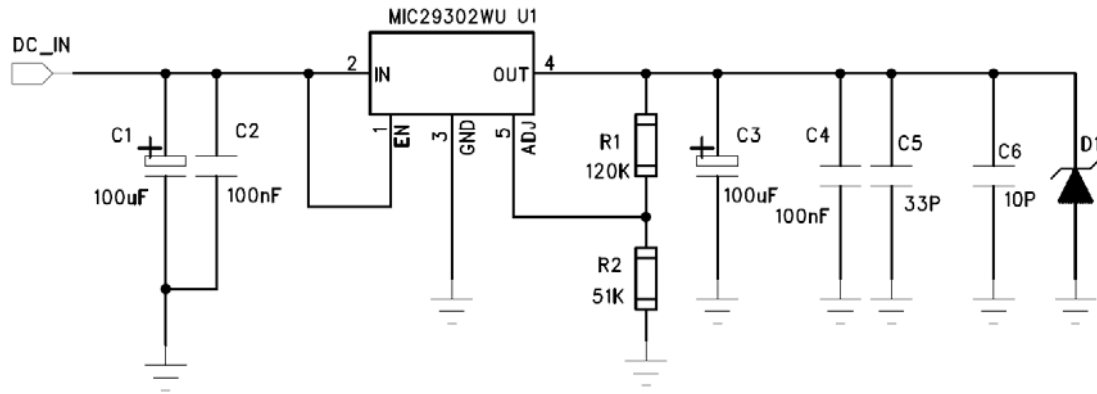 MIC29302WU U1
DC_IN
2
IN
OUT
4
1
EN
3
GND
5
ADJ
C1
+
100uF
C2
100nF
R1
120K
R2
51K
C3
+
100uF
C4
100nF
C5
33P
C6
10P
D1